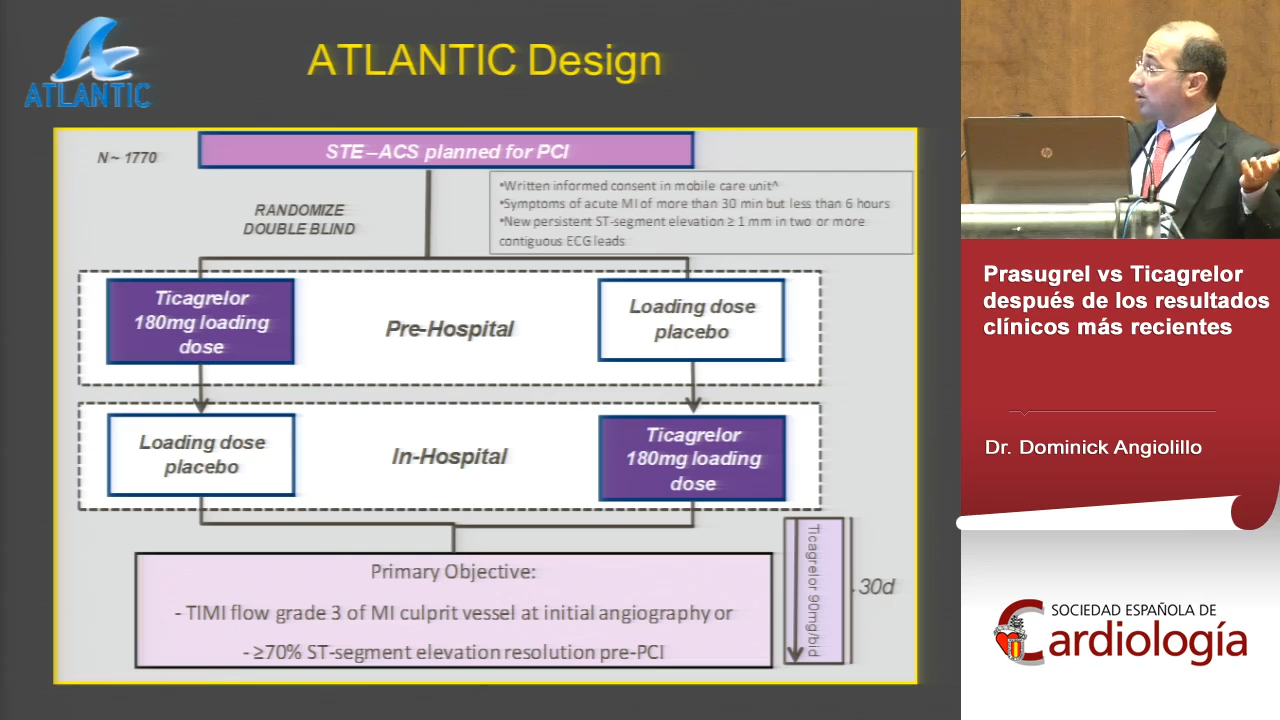 ATLANTIC Design
ATLANTIC
N~ 1770
STE–ACS planned for PCI
•Written informed consent in mobile care unit^
•Symptoms of acute MI of more than 30 min but less than 6 hours
•New persistent ST-segment elevation ≥ 1 mm in two or more
contiguous ECG leads
RANDOMIZE
DOUBLE BLIND
Ticagrelor
180mg loading
dose
Pre-Hospital
Loading dose
placebo
Loading dose
placebo
In-Hospital
Ticagrelor
180mg loading
dose
Primary Objective:
- TIMI flow grade 3 of MI culprit vessel at initial angiography or
- ≥70% ST-segment elevation resolution pre-PCI
Ticagrelor 90mg/bid
30d
hp
Prasugrel vs Ticagrelor
después de los resultados
clínicos más recientes
Dr. Dominick Angiolillo
SOCIEDAD ESPAÑOLA DE
Cardiología